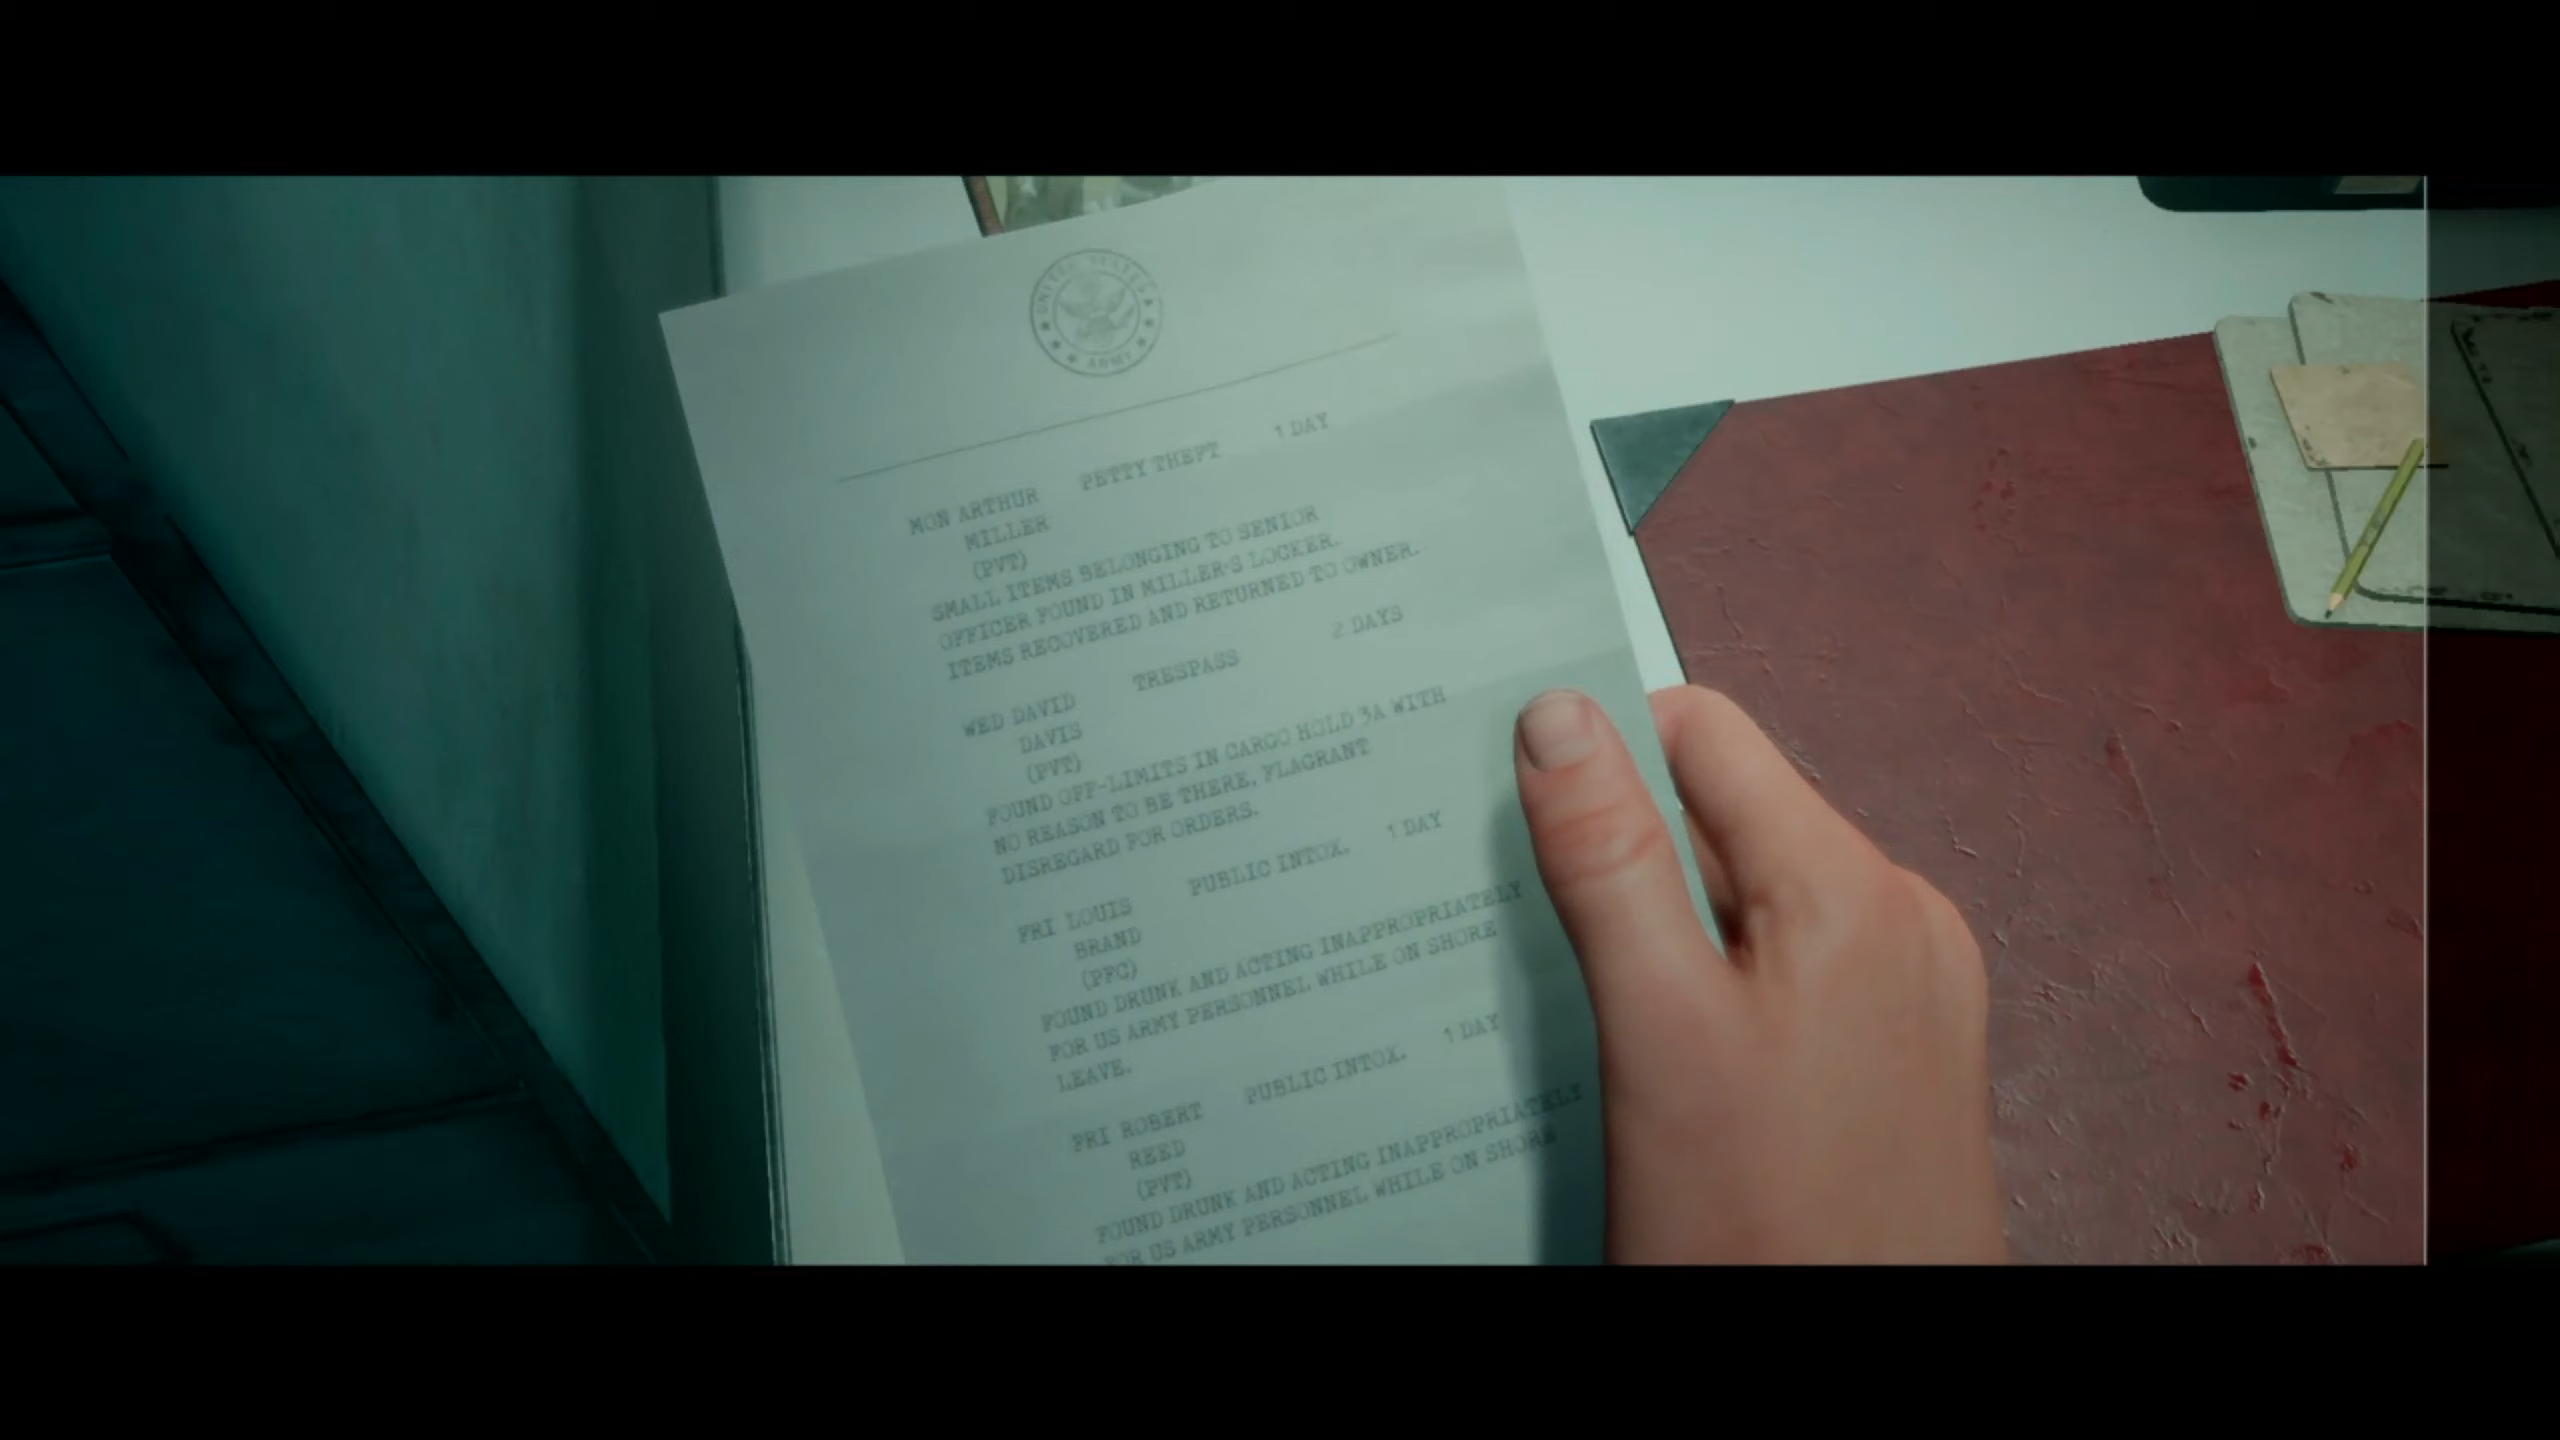 UNITED STATES
ARMY
MON ARTHUR PETTY THEFT 1 DAY
MILLER
(PVT)
SMALL ITEMS BELONGING TO SENIOR
OFFICER FOUND IN MILLER'S LOCKER.
ITEMS RECOVERED AND RETURNED TO OWNER.
WED DAVID TRESPASS 2 DAYS
DAVIS
(PVT)
FOUND OFF-LIMITS IN CARGO HOLD 3A WITH
NO REASON TO BE THERE, FLAGRANT
DISREGARD FOR ORDERS.
FRI LOUIS PUBLIC INTOX. 1 DAY
BRAND
(PFC)
FOUND DRUNK AND ACTING INAPPROPRIATELY
FOR US ARMY PERSONNEL WHILE ON SHORE
LEAVE.
FRI ROBERT PUBLIC INTOX. 1 DAY
REED
(PVT)
FOUND DRUNK AND ACTING INAPPROPRIATELY
FOR US ARMY PERSONNEL WHILE ON SHORE